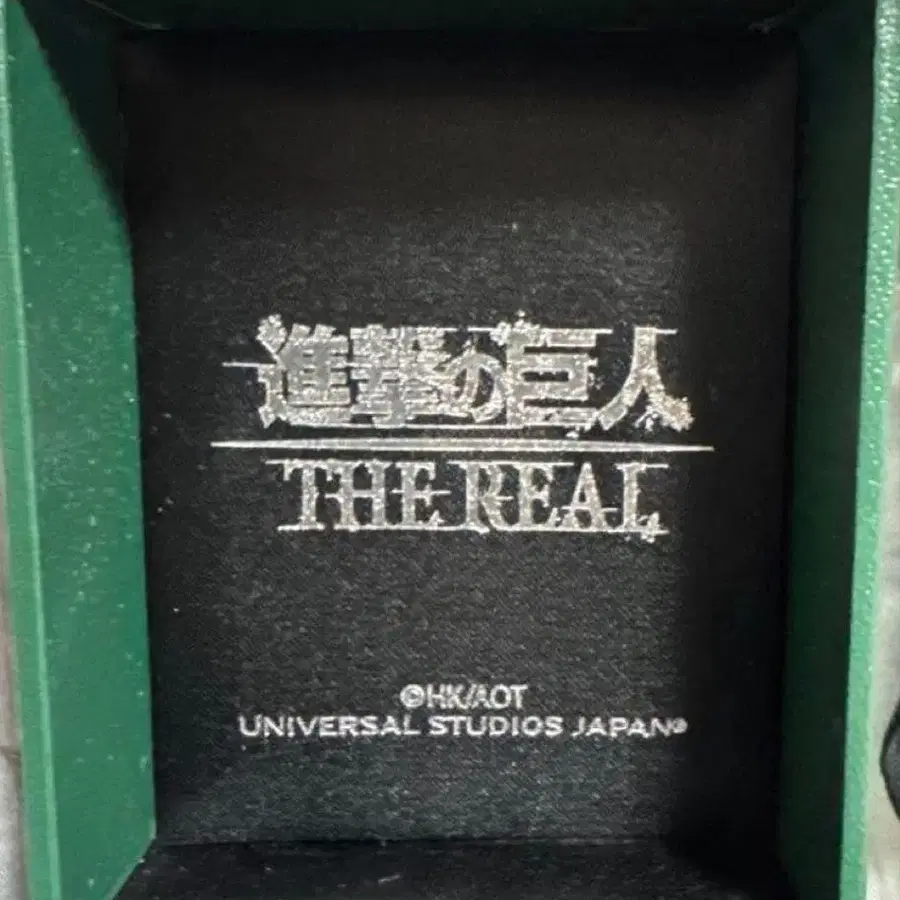 進撃の巨人
THE REAL
©HK/AOT
UNIVERSAL STUDIOS JAPAN®